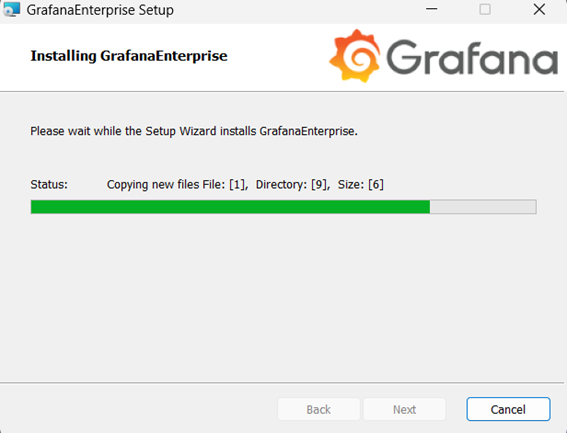 GrafanaEnterprise Setup
Installing GrafanaEnterprise
Grafana
Please wait while the Setup Wizard installs GrafanaEnterprise.
Status: Copying new files File: [1], Directory: [9], Size: [6]
Back Next Cancel